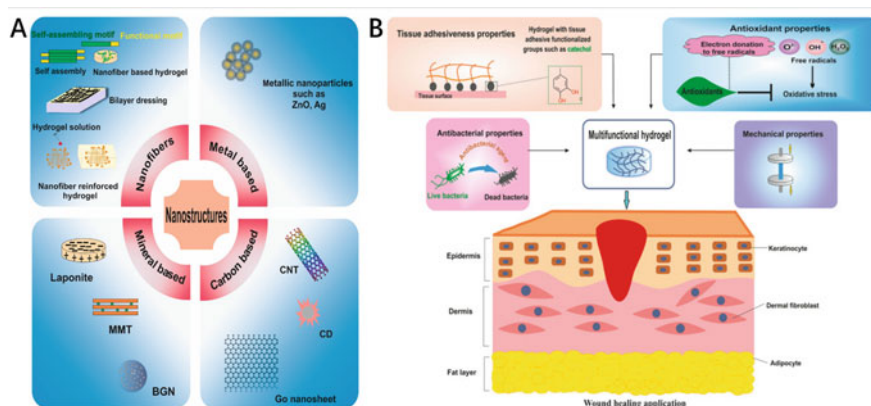 A
Self-assembling motif
Self assembly
Nanofiber based hydrogel
Bilayer dressing
Hydrogel solution
Nanofiber reinforced
hydrogel
Metallic nanoparticles
such as
ZnO, Ag
Nanofibers
Metal based
Nanostructures
Mineral based
Carbon based
Laponite
MMT
BGN
CNT
CD
Go nanosheet
B
Tissue adhesiveness properties
Hydrogel with tissue
adhesive functionalized
groups such as catechol
Tissue surface
OH
OH
Antioxidant properties
Electron donation
to free radicals
OH
H2O2
Free radicals
Antioxidants
Oxidative stress
Antibacterial properties
Live bacteria
Dead bacteria
Multifunctional hydrogel
Mechanical properties
Epidermis
Keratinocyte
Dermis
Dermal fibroblast
Fat layer
Adipocyte
Wound healing application